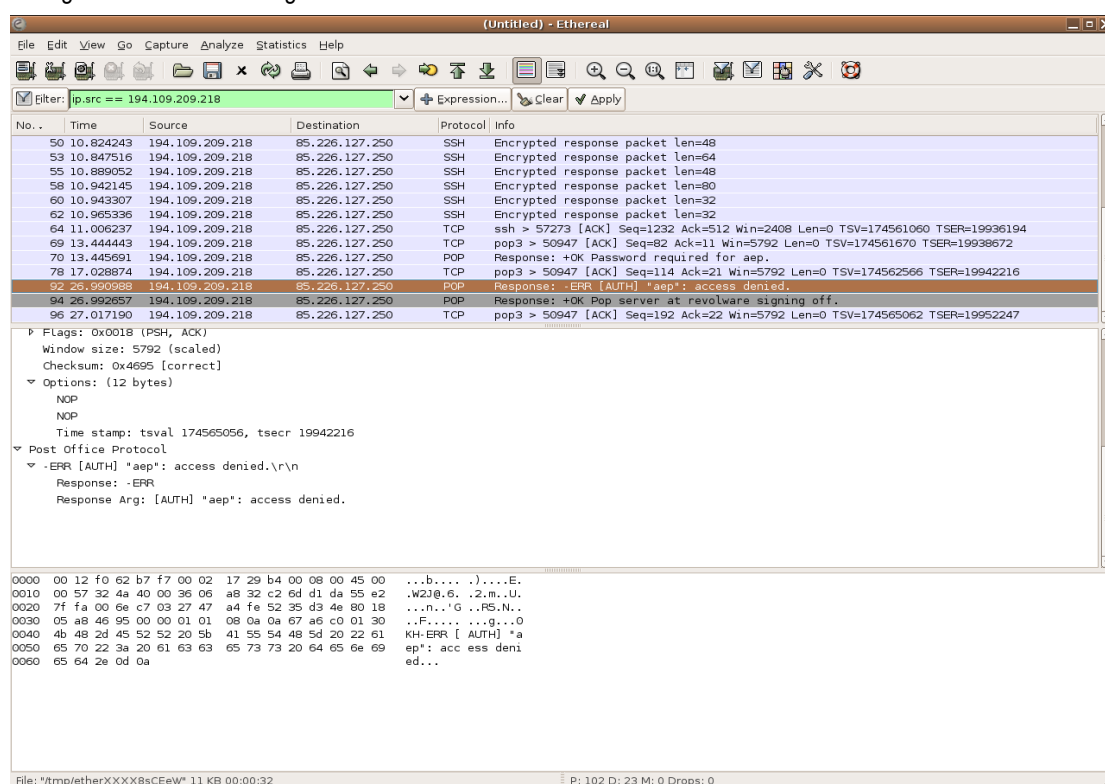 (Untitled) - Ethereal
File Edit View Go Capture Analyze Statistics Help
Filter: ip.src == 194.109.209.218 Expression... Clear Apply
No. . Time Source Destination Protocol Info
50 10.824243 194.109.209.218 85.226.127.250 SSH Encrypted response packet len=48
53 10.847516 194.109.209.218 85.226.127.250 SSH Encrypted response packet len=64
55 10.889052 194.109.209.218 85.226.127.250 SSH Encrypted response packet len=48
58 10.942145 194.109.209.218 85.226.127.250 SSH Encrypted response packet len=80
60 10.943307 194.109.209.218 85.226.127.250 SSH Encrypted response packet len=32
62 10.965336 194.109.209.218 85.226.127.250 SSH Encrypted response packet len=32
64 11.006237 194.109.209.218 85.226.127.250 TCP ssh > 57273 [ACK] Seq=1232 Ack=512 Win=2408 Len=0 TSV=174561060 TSER=19936194
69 13.444443 194.109.209.218 85.226.127.250 TCP pop3 > 50947 [ACK] Seq=82 Ack=11 Win=5792 Len=0 TSV=174561670 TSER=19938672
70 13.445691 194.109.209.218 85.226.127.250 POP Response: +OK Password required for aep.
78 17.028874 194.109.209.218 85.226.127.250 TCP pop3 > 50947 [ACK] Seq=114 Ack=21 Win=5792 Len=0 TSV=174562566 TSER=19942216
92 26.990988 194.109.209.218 85.226.127.250 POP Response: -ERR [AUTH] "aep": access denied.
94 26.992657 194.109.209.218 85.226.127.250 POP Response: +OK Pop server at revolware signing off.
96 27.017190 194.109.209.218 85.226.127.250 TCP pop3 > 50947 [ACK] Seq=192 Ack=22 Win=5792 Len=0 TSV=174565062 TSER=19952247
Flags: 0x0018 (PSH, ACK)
Window size: 5792 (scaled)
Checksum: 0x4695 [correct]
Options: (12 bytes)
NOP
NOP
Time stamp: tsval 174565056, tsecr 19942216
Post Office Protocol
-ERR [AUTH] "aep": access denied.\r\n
Response: -ERR
Response Arg: [AUTH] "aep": access denied.
0000 00 12 f0 62 b7 f7 00 02 17 29 b4 00 08 00 45 00 ...b.... .)....E.
0010 00 57 32 4a 40 00 36 06 a8 32 c2 6d d1 da 55 e2 .W2J@.6. .2.m..U.
0020 7f fa 00 6e c7 03 27 47 a4 fe 52 35 d3 4e 80 18 ...n..'G ..R5.N..
0030 05 a8 46 95 00 00 01 01 08 0a 0a 67 a6 c0 01 30 ..F..... ...g...0
0040 4b 48 2d 45 52 52 20 5b 41 55 54 48 5d 20 22 61 KH-ERR [ AUTH] "a
0050 65 70 22 3a 20 61 63 63 65 73 73 20 64 65 6e 69 ep": acc ess deni
0060 65 64 2e 0d 0a ed...
File: "/tmp/etherXXXX8sCEeW" 11 KB 00:00:32 P: 102 D: 23 M: 0 Drops: 0